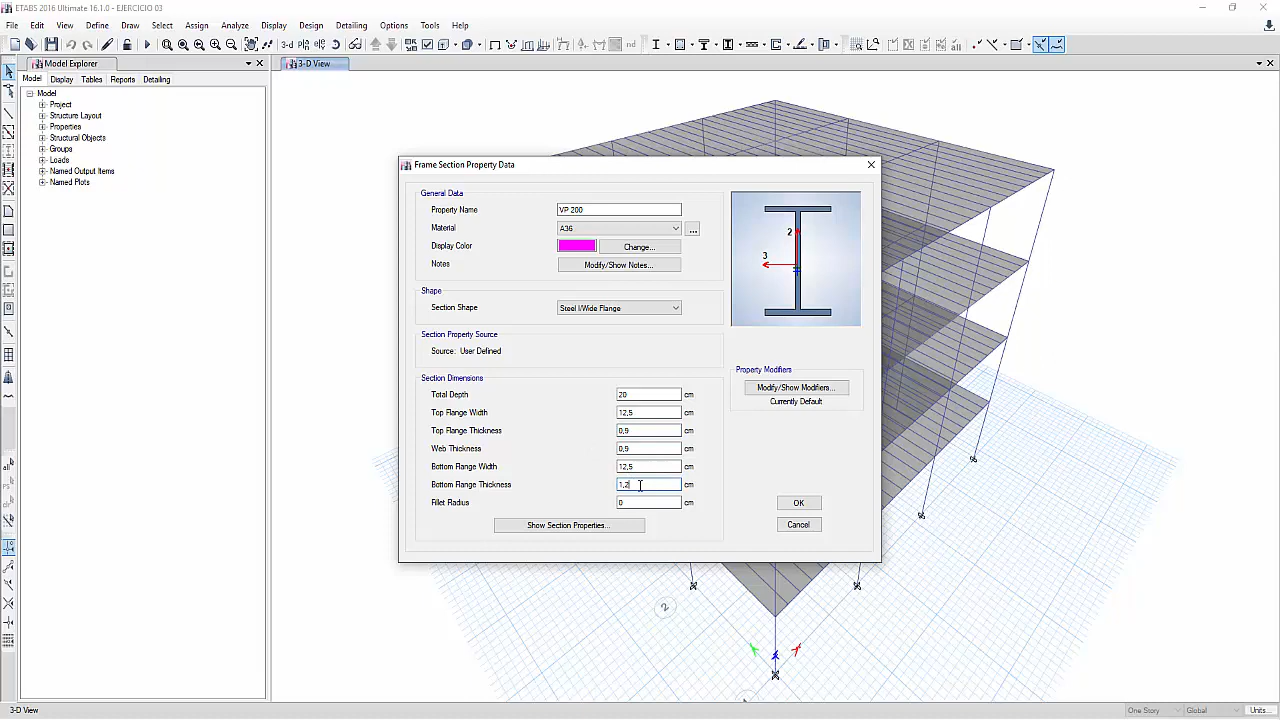 ETABS 2016 Ultimate 16.1.0 - EJERCICIO 03
File Edit View Define Draw Select Assign Analyze Display Design Detailing Options Tools Help
3-d
nd
Model Explorer
3-D View
Model Display Tables Reports Detailing
Model
Project
Structure Layout
Properties
Structural Objects
Groups
Loads
Named Output Items
Named Plots
Frame Section Property Data
General Data
Property Name VP 200
Material A36 ...
Display Color Change...
Notes Modify/Show Notes...
Shape
Section Shape Steel I/Wide Flange
Section Property Source
Source: User Defined
Section Dimensions
Total Depth 20 cm
Top Flange Width 12,5 cm
Top Flange Thickness 0,9 cm
Web Thickness 0,9 cm
Bottom Flange Width 12,5 cm
Bottom Flange Thickness 1,2 cm
Fillet Radius 0 cm
Show Section Properties...
2
3
Property Modifiers
Modify/Show Modifiers...
Currently Default
OK
Cancel
2
3-D View
One Story Global Units...